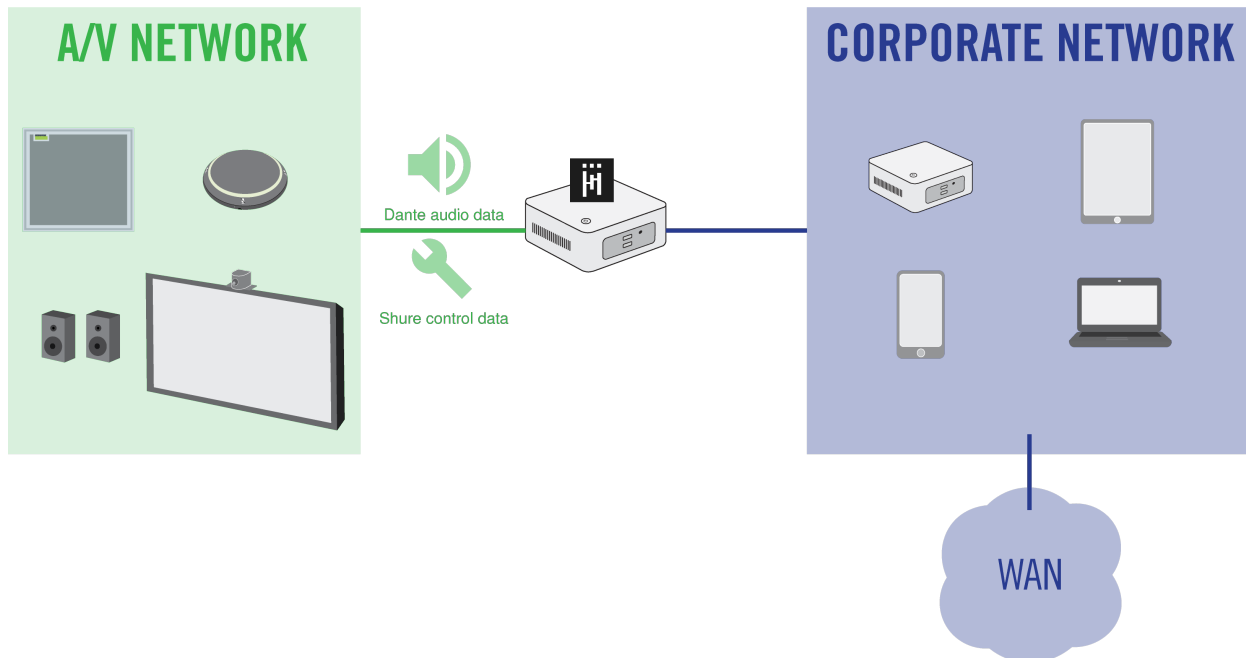 A/V NETWORK
CORPORATE NETWORK
Dante audio data
Shure control data
WAN